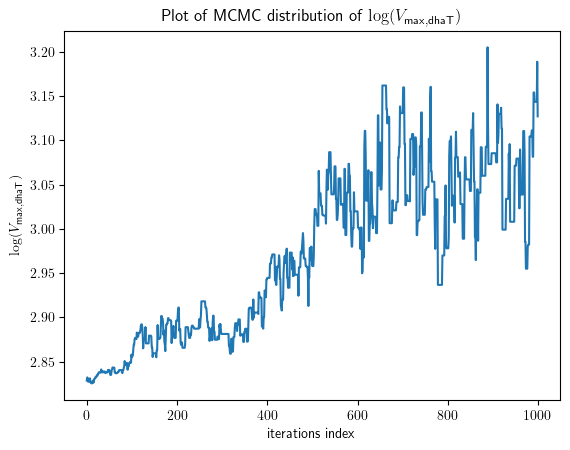 Plot of MCMC distribution of log(V_max,dhaT)
3.20
3.15
3.10
3.05
3.00
2.95
2.90
2.85
log(V_max,dhaT)
0 200 400 600 800 1000
iterations index